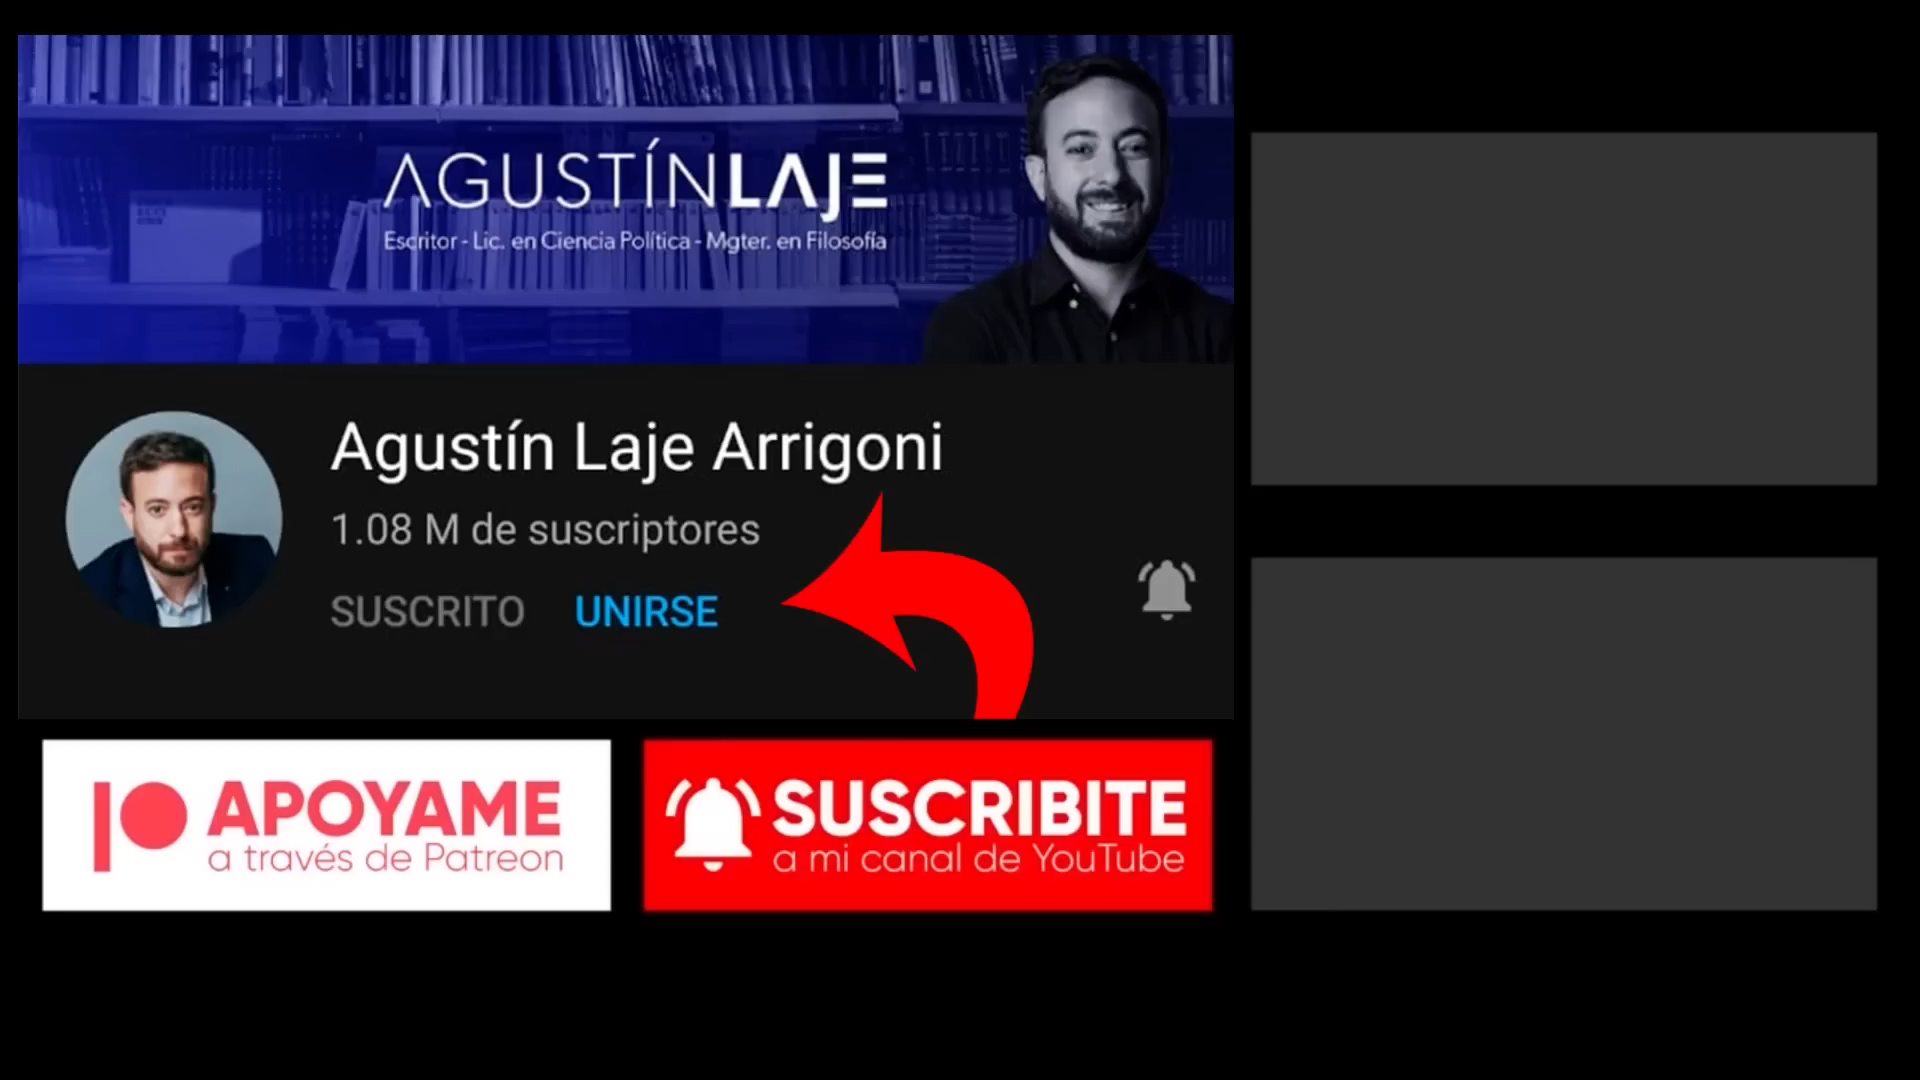 AGUSTÍNLAJE
Escritor - Lic. en Ciencia Política - Mgter. en Filosofía
Agustín Laje Arrigoni
1.08 M de suscriptores
SUSCRITO UNIRSE
APOYAME
a través de Patreon
SUSCRIBITE
a mi canal de YouTube